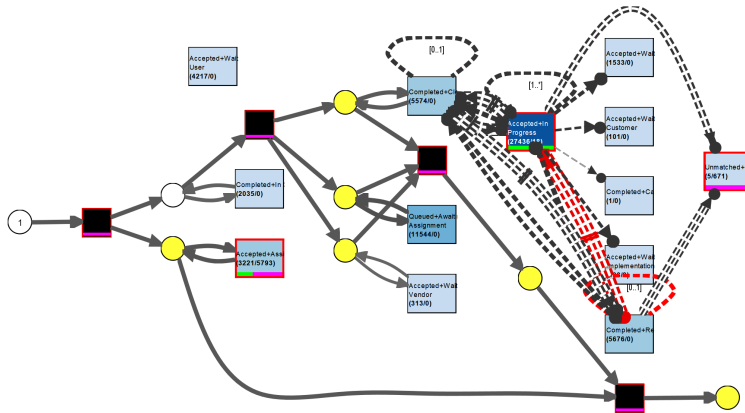 [0..1]
Accepted+Wait
User
(4217/0)
Accepted+Wait
(1533/0)
[1..*]
Completed+Cl
(5574/0)
Accepted+In
Progress
Accepted+Wait
Customer
(101/0)
Unmatched+
(5/671)
Completed+In
(2035/0)
Completed+Ca
(1/0)
1
Queued+Await
Assignment
(11544/0)
Accepted+Assi
(3221/5793)
Accepted+Wait
Implementation
Accepted+Wait
Vendor
(313/0)
[0..1]
Completed+Re
(5676/0)